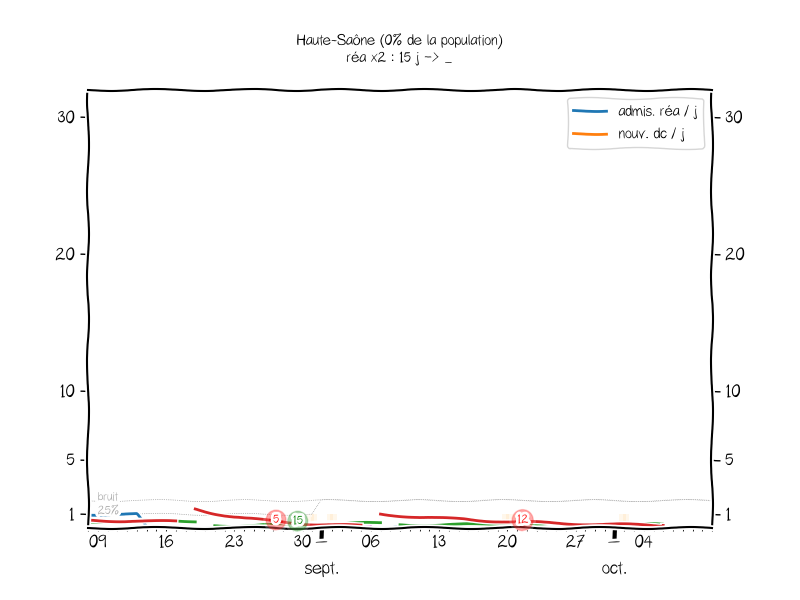 Haute-Saône (0% de la population)
réa x2 : 15 j -> _
admis. réa / j
nouv. dc / j
30
30
20
20
10
10
5
5
bruit
25%
1
1
5
15
12
09 16 23 30 06 13 20 27 04
sept. oct.